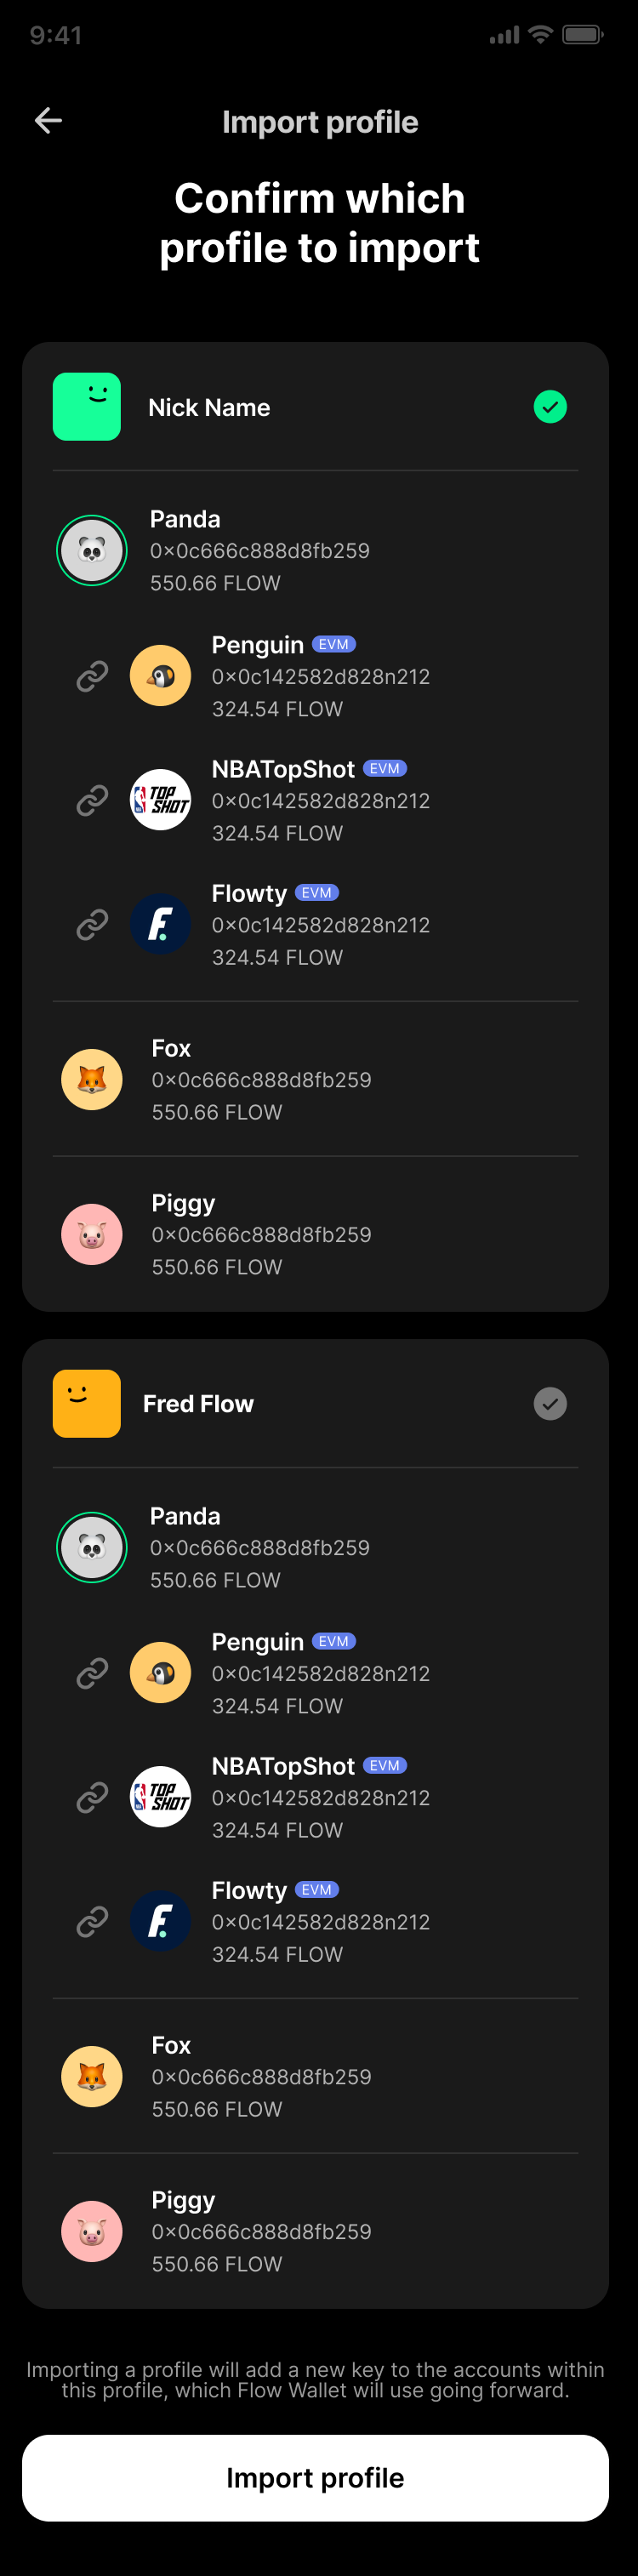 9:41
Import profile
Confirm which
profile to import
Nick Name
Panda
0x0c666c888d8fb259
550.66 FLOW
Penguin EVM
0x0c142582d828n212
324.54 FLOW
TOP
SHOT
NBATopShot EVM
0x0c142582d828n212
324.54 FLOW
F.
Flowty EVM
0x0c142582d828n212
324.54 FLOW
Fox
0x0c666c888d8fb259
550.66 FLOW
Piggy
0x0c666c888d8fb259
550.66 FLOW
Fred Flow
Panda
0x0c666c888d8fb259
550.66 FLOW
Penguin EVM
0x0c142582d828n212
324.54 FLOW
TOP
SHOT
NBATopShot EVM
0x0c142582d828n212
324.54 FLOW
F.
Flowty EVM
0x0c142582d828n212
324.54 FLOW
Fox
0x0c666c888d8fb259
550.66 FLOW
Piggy
0x0c666c888d8fb259
550.66 FLOW
Importing a profile will add a new key to the accounts within
this profile, which Flow Wallet will use going forward.
Import profile